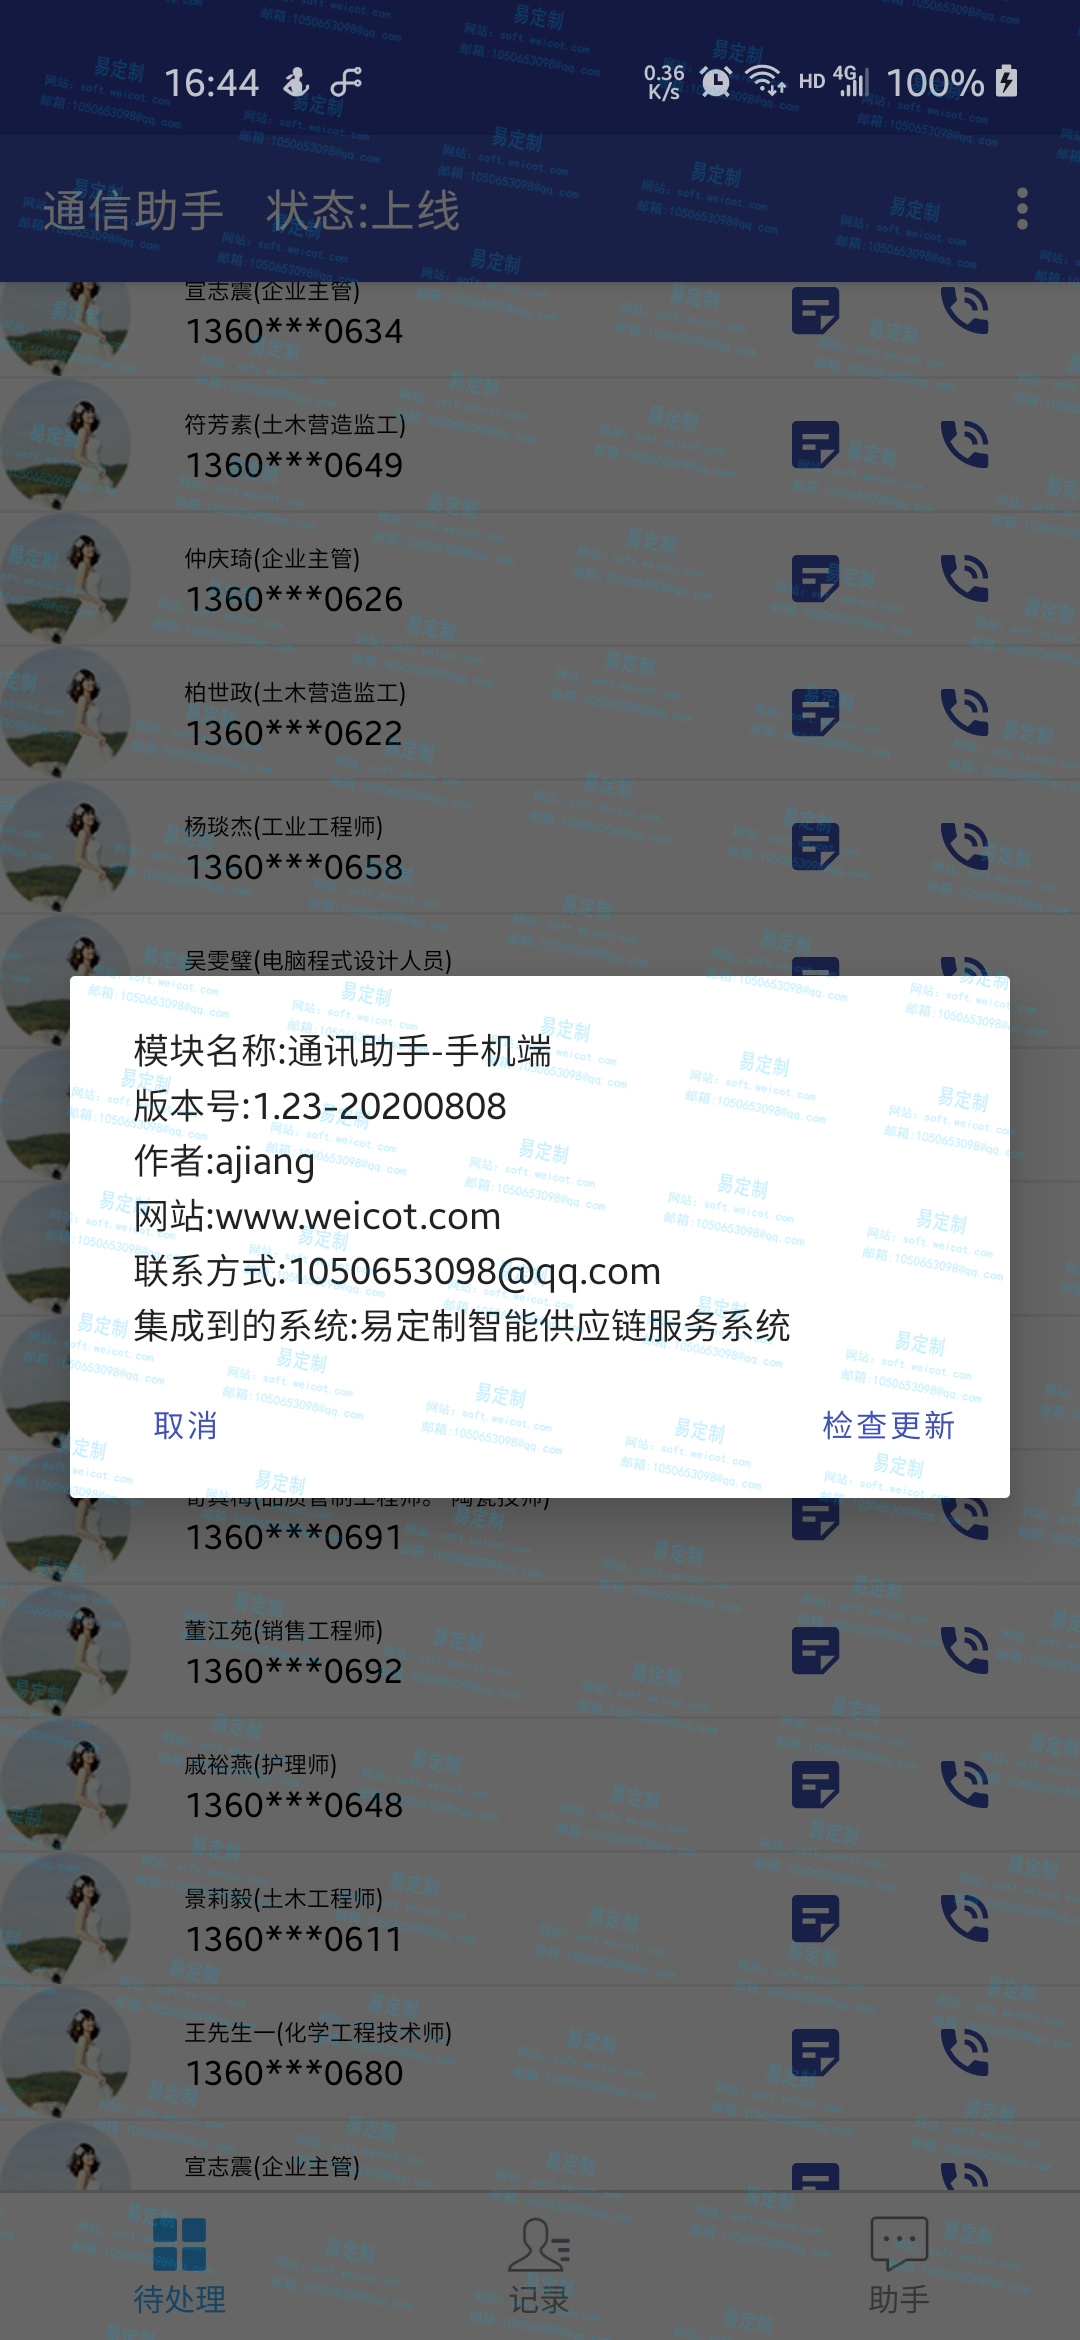 16:44
0.36 K/s
HD
4G
100%
通信助手 状态:上线
宣志震(企业主管)
1360***0634
符芳素(土木营造监工)
1360***0649
仲庆琦(企业主管)
1360***0626
柏世政(土木营造监工)
1360***0622
杨琰杰(工业工程师)
1360***0658
吴雯璧(电脑程式设计人员)
模块名称:通讯助手-手机端
版本号:1.23-20200808
作者:ajiang
网站:www.weicot.com
联系方式:1050653098@qq.com
集成到的系统:易定制智能供应链服务系统
取消 检查更新
1360***0691
董江苑(销售工程师)
1360***0692
戚裕燕(护理师)
1360***0648
景莉毅(土木工程师)
1360***0611
王先生一(化学工程技术师)
1360***0680
宣志震(企业主管)
待处理 记录 助手
易定制
网站: soft.weicot.com
邮箱:1050653098@qq.com